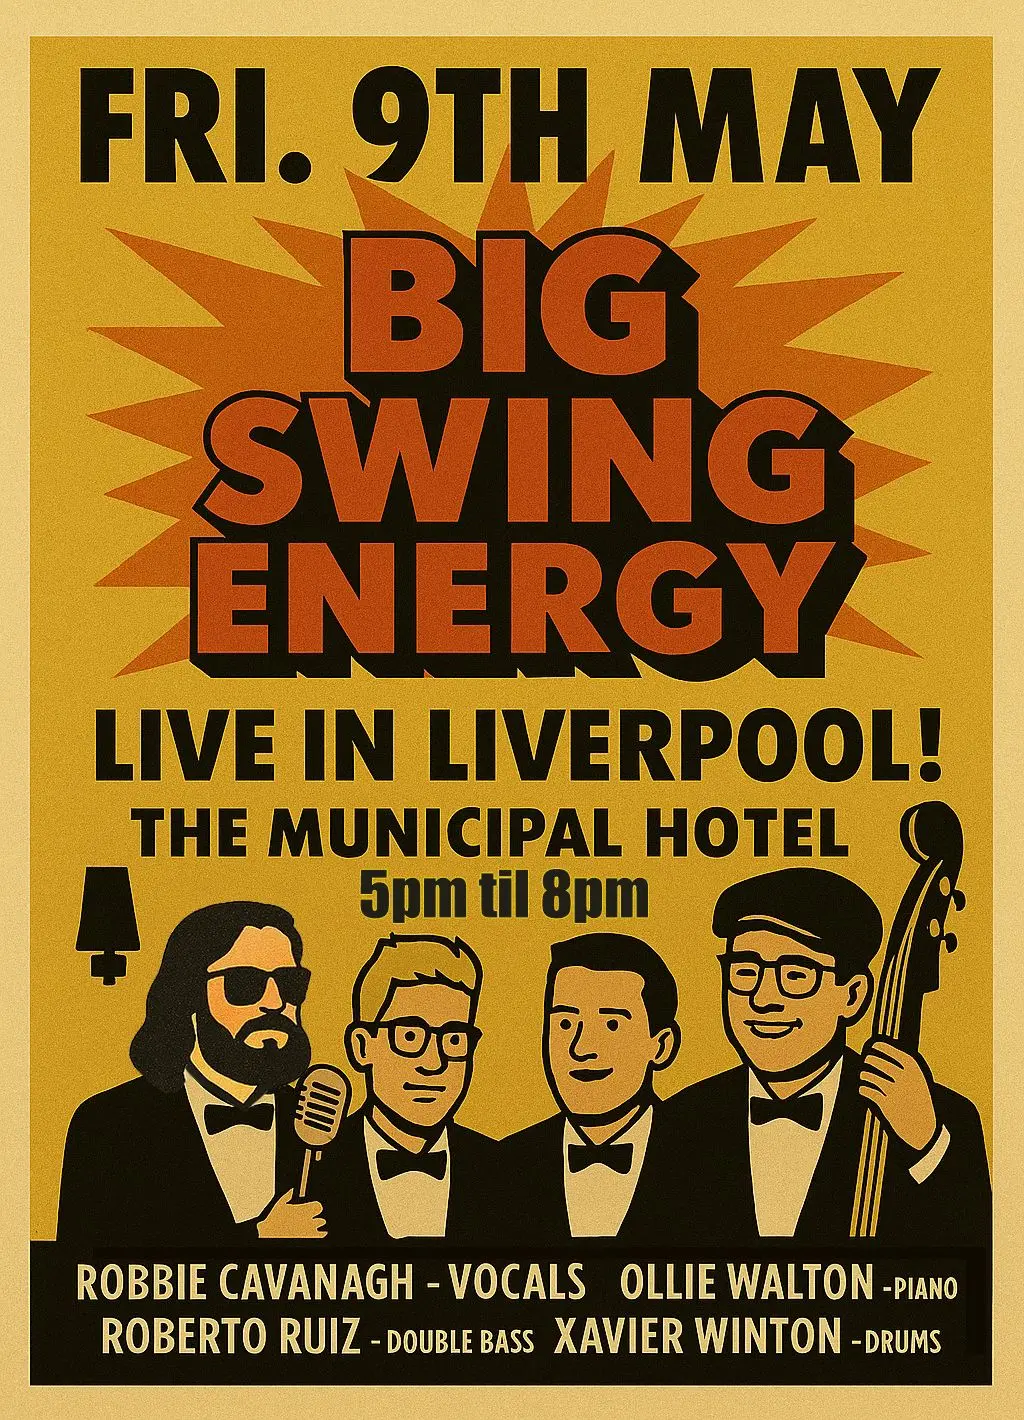 FRI. 9TH MAY
BIG
SWING
ENERGY
LIVE IN LIVERPOOL!
THE MUNICIPAL HOTEL
5pm til 8pm
ROBBIE CAVANAGH - VOCALS OLLIE WALTON -PIANO
ROBERTO RUIZ - DOUBLE BASS XAVIER WINTON -DRUMS